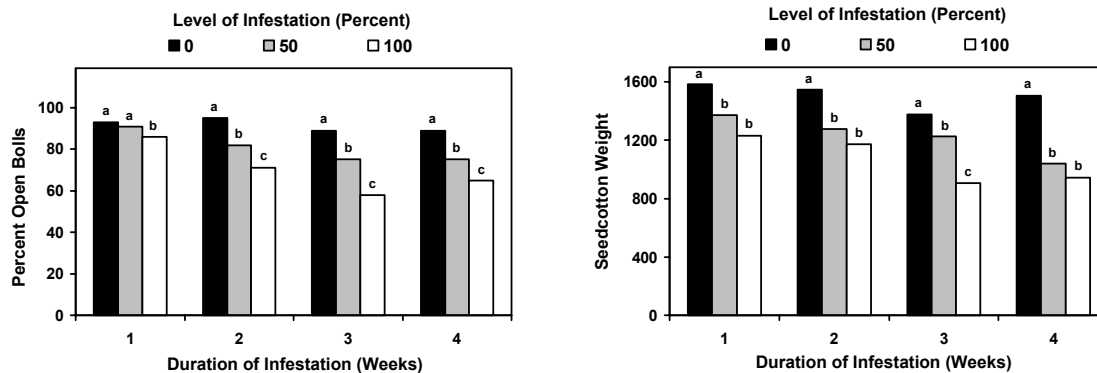 Level of Infestation (Percent)
0 50 100
Percent Open Bolls
100
80
60
40
20
0
a a b
a b c
a b c
a b c
1 2 3 4
Duration of Infestation (Weeks)
Level of Infestation (Percent)
0 50 100
Seedcotton Weight
1600
1200
800
400
0
a b b
a b b
a b c
a b b
1 2 3 4
Duration of Infestation (Weeks)